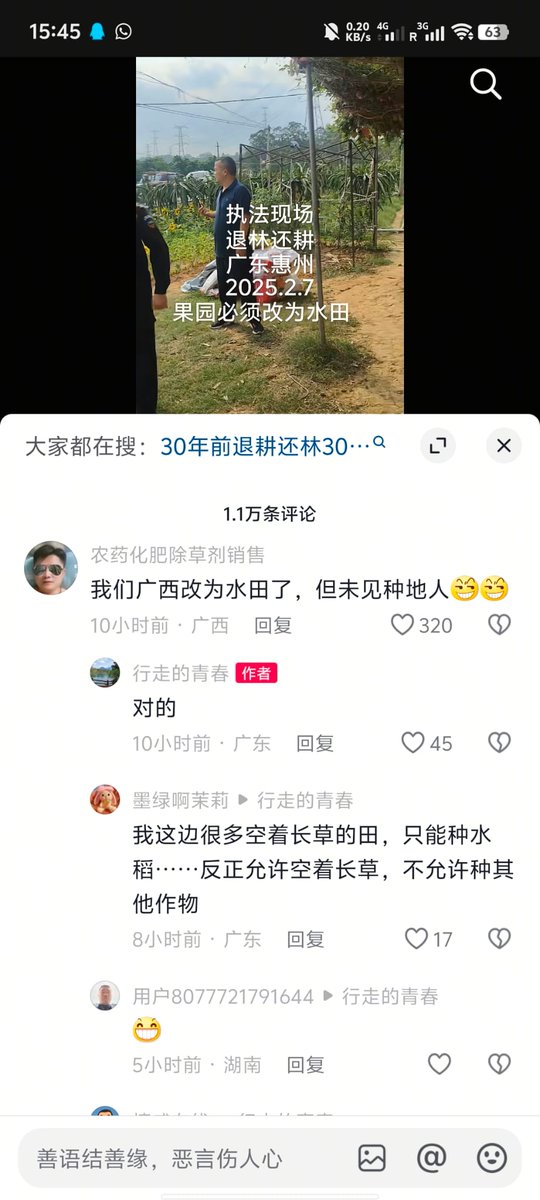 15:45
0.20
KB/s
4G
R
3G
63
执法现场
退林还耕
广东惠州
2025.2.7
果园必须改为水田
大家都在搜：30年前退耕还林30…
1.1万条评论
农药化肥除草剂销售
我们广西改为水田了，但未见种地人😏😏
10小时前 · 广西 回复 320
行走的青春 作者
对的
10小时前 · 广东 回复 45
墨绿啊茉莉 ▶ 行走的青春
我这边很多空着长草的田，只能种水
稻……反正允许空着长草，不允许种其
他作物
8小时前 · 广东 回复 17
用户8077721791644 ▶ 行走的青春
😁
5小时前 · 湖南 回复
善语结善缘，恶言伤人心